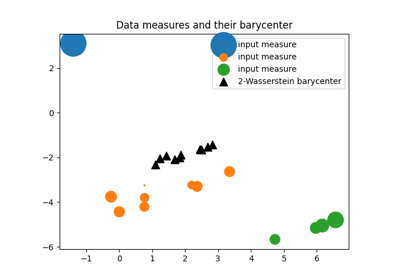 Data measures and their barycenter
input measure
input measure
input measure
2-Wasserstein barycenter
2
0
−2
−4
−6
−1
0
1
2
3
4
5
6